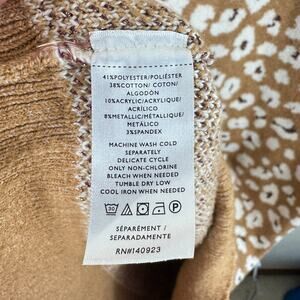 41%POLYESTER/POLIÉSTER
38%COTTON/ COTON/
ALGODÓN
10%ACRYLIC/ACRYLIQUE/
ACRÍLICO
8%METALLIC/MÉTALLIQUE/
METÁLICO
3%SPANDEX
MACHINE WASH COLD
SEPARATELY
DELICATE CYCLE
ONLY NON-CHLORINE
BLEACH WHEN NEEDED
TUMBLE DRY LOW
COOL IRON WHEN NEEDED
30
SÉPARÉMENT /
SEPARADAMENTE
RN#140923